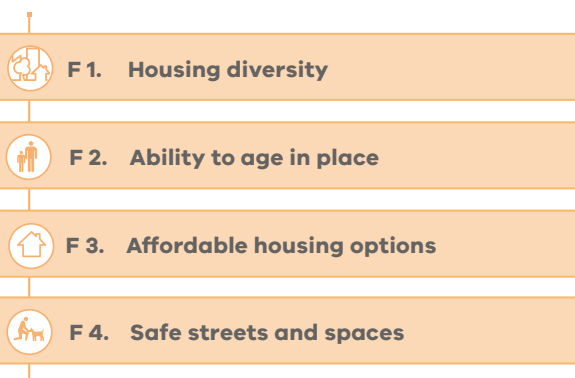 F 1. Housing diversity
F 2. Ability to age in place
F 3. Affordable housing options
F 4. Safe streets and spaces